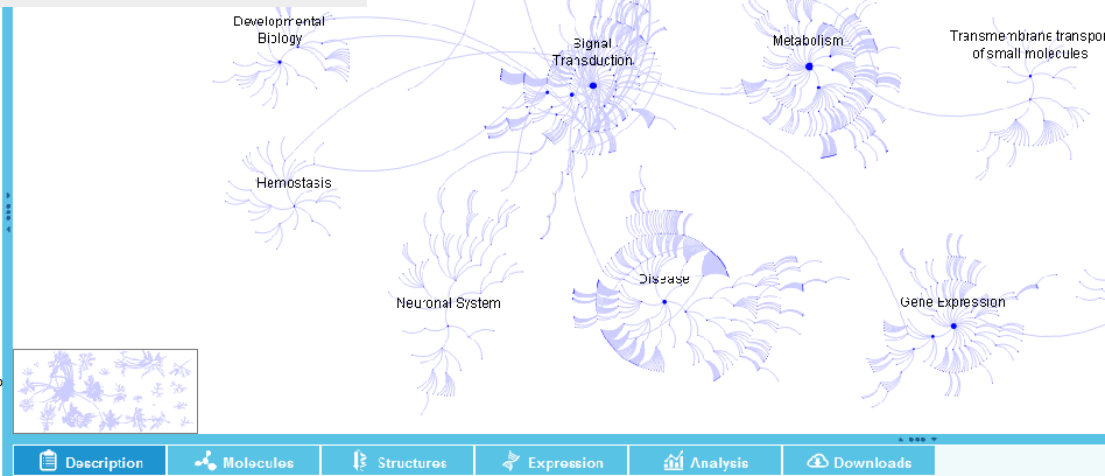 Developmental
Biology
Signal
Transduction
Metabolism
Transmembrane transpor
of small molecules
Hemostasis
Neuronal System
Disease
Gene Expression
Description
Molecules
Structures
Expression
Analysis
Downloads